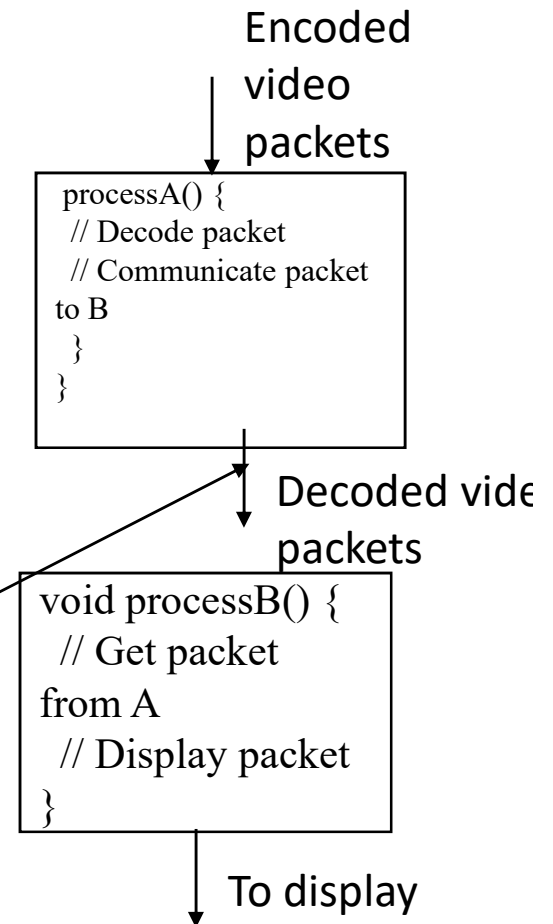 Encoded
video
packets
processA() {
// Decode packet
// Communicate packet
to B
}
}
Decoded vide
packets
void processB() {
// Get packet
from A
// Display packet
}
To display